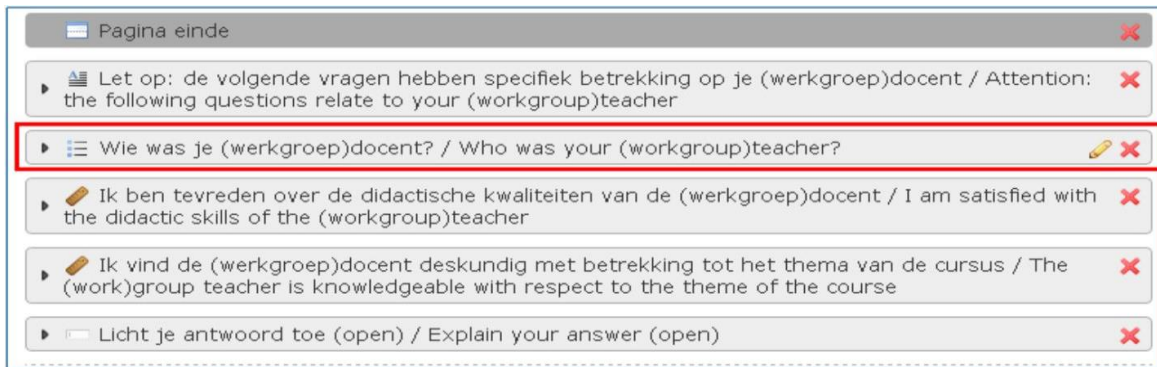 Pagina einde
Let op: de volgende vragen hebben specifiek betrekking op je (werkgroep)docent / Attention:
the following questions relate to your (workgroup)teacher
Wie was je (werkgroep)docent? / Who was your (workgroup)teacher?
Ik ben tevreden over de didactische kwaliteiten van de (werkgroep)docent / I am satisfied with
the didactic skills of the (workgroup)teacher
Ik vind de (werkgroep)docent deskundig met betrekking tot het thema van de cursus / The
(work)group teacher is knowledgeable with respect to the theme of the course
Licht je antwoord toe (open) / Explain your answer (open)